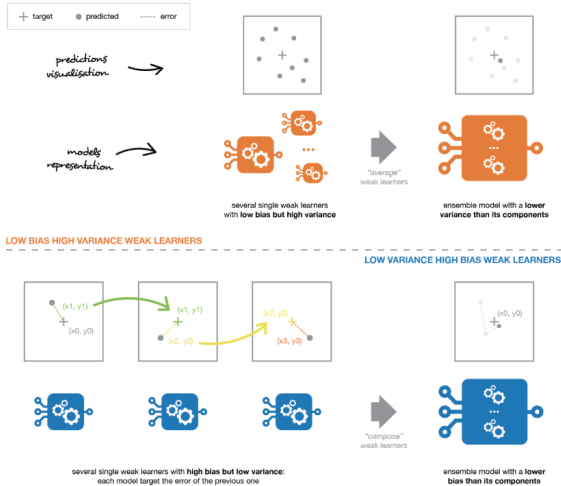 target predicted error
predictions
visualisation
models
representation
...
...
"average"
weak learners
several single weak learners
with low bias but high variance
ensemble model with a lower
variance than its components
LOW BIAS HIGH VARIANCE WEAK LEARNERS
LOW VARIANCE HIGH BIAS WEAK LEARNERS
(x1, y1)
(x0, y0)
(x1, y1)
(x2, y2)
(x2, y2)
(x3, y3)
(x0, y0)
...
"compose"
weak learners
several single weak learners with high bias but low variance:
each model target the error of the previous one
ensemble model with a lower
bias than its components